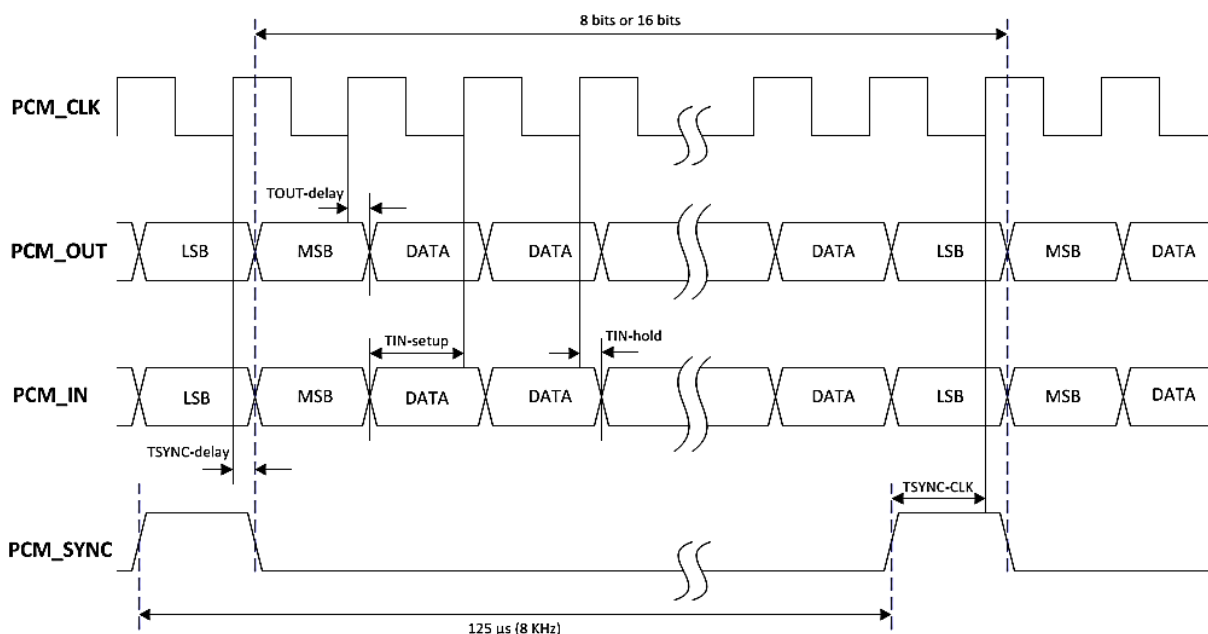 8 bits or 16 bits
PCM_CLK
TOUT-delay
PCM_OUT LSB MSB DATA DATA DATA LSB MSB DATA
TIN-setup TIN-hold
PCM_IN LSB MSB DATA DATA DATA LSB MSB DATA
TSYNC-delay
TSYNC-CLK
PCM_SYNC
125 μs (8 KHz)